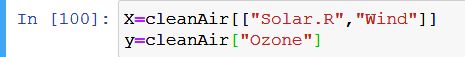 In [100]: X=cleanAir[["Solar.R","Wind"]]
y=cleanAir["Ozone"]